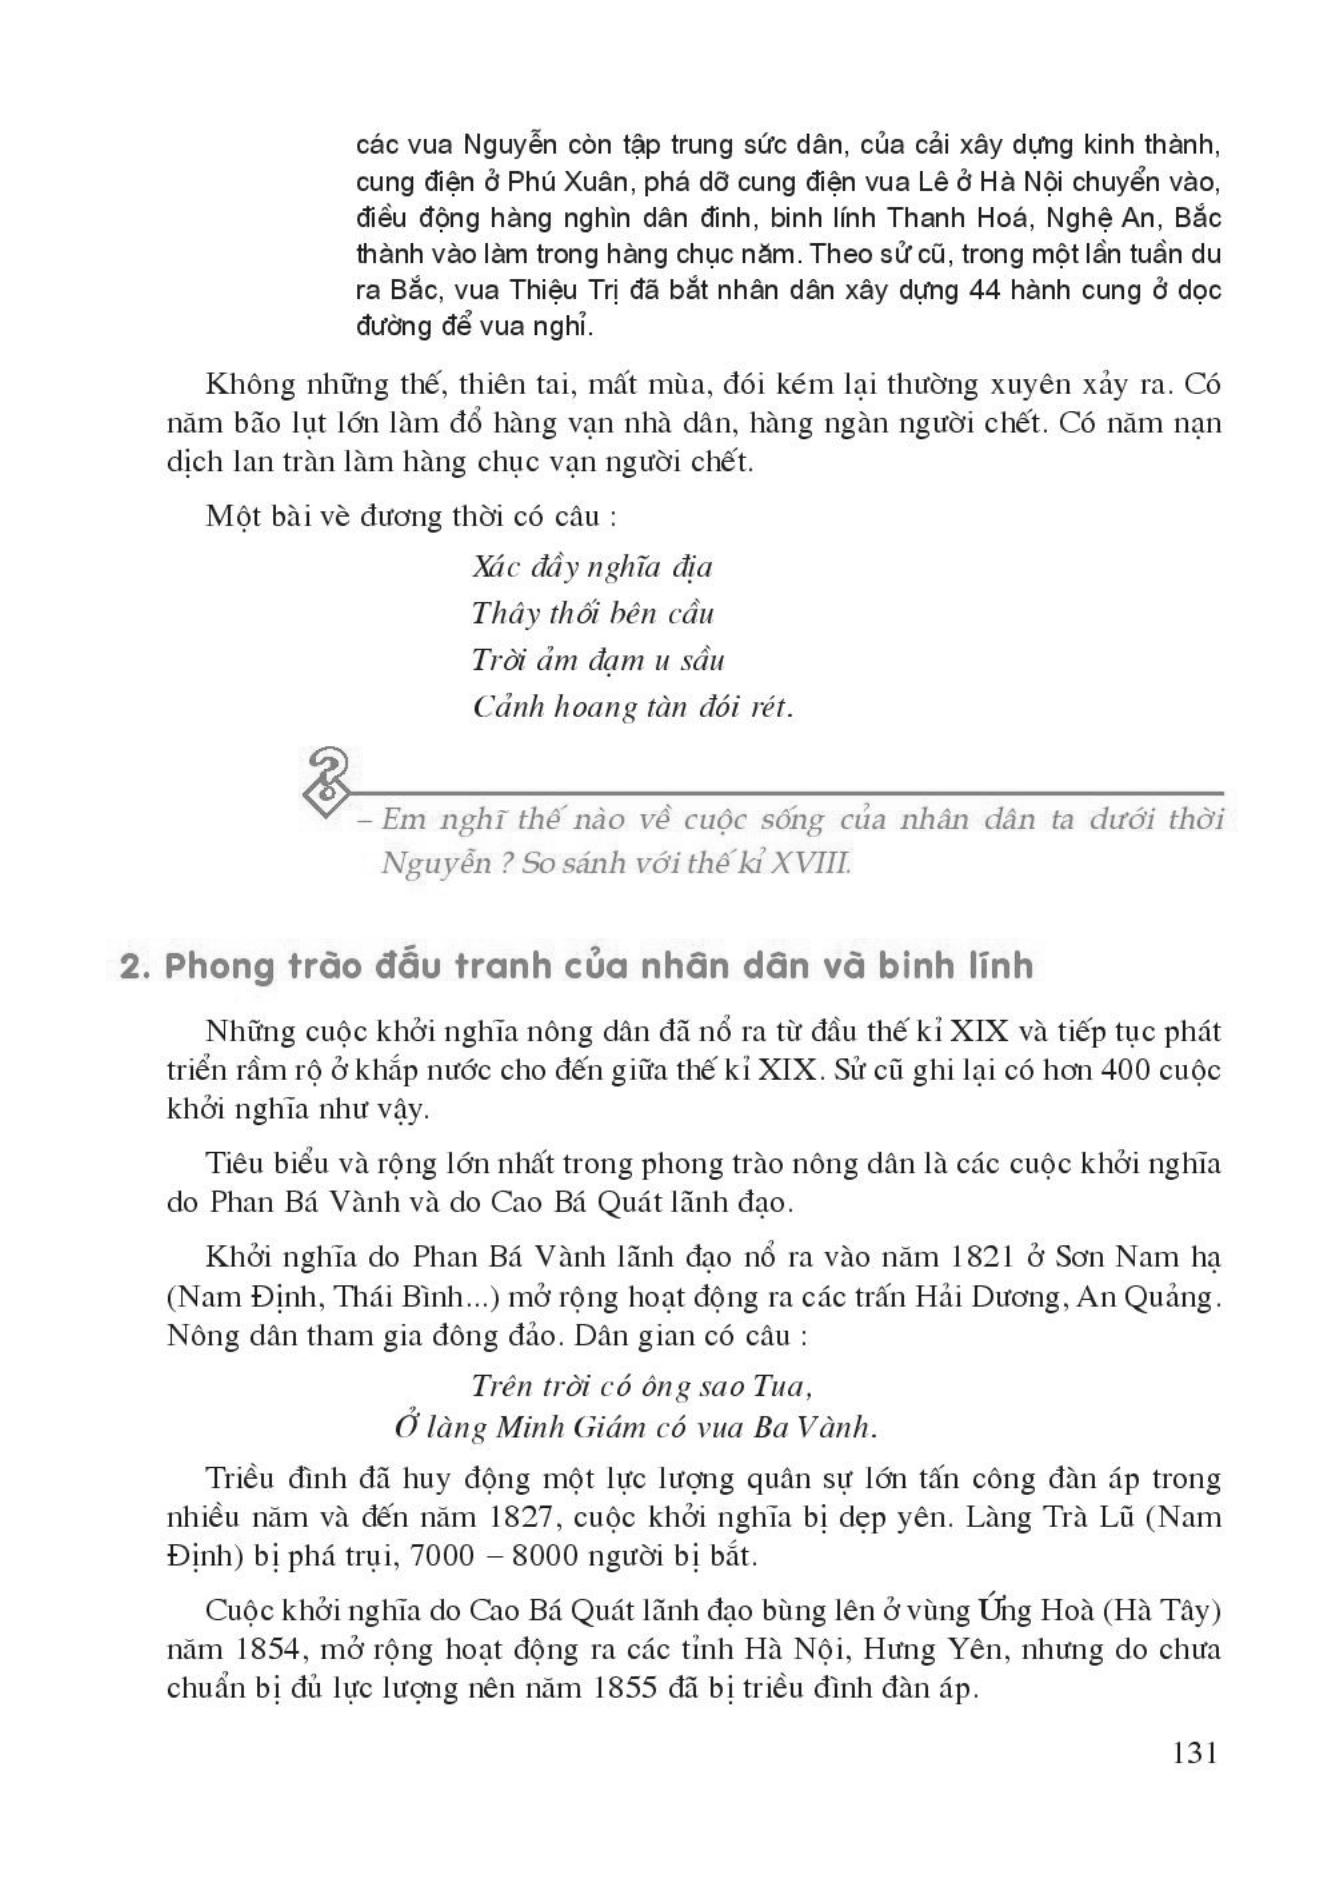 các vua Nguyễn còn tập trung sức dân, của cải xây dựng kinh thành,
cung điện ở Phú Xuân, phá dỡ cung điện vua Lê ở Hà Nội chuyển vào,
điều động hàng nghìn dân đinh, binh lính Thanh Hoá, Nghệ An, Bắc
thành vào làm trong hàng chục năm. Theo sử cũ, trong một lần tuần du
ra Bắc, vua Thiệu Trị đã bắt nhân dân xây dựng 44 hành cung ở dọc
đường để vua nghỉ.
Không những thế, thiên tai, mất mùa, đói kém lại thường xuyên xảy ra. Có
năm bão lụt lớn làm đổ hàng vạn nhà dân, hàng ngàn người chết. Có năm nạn
dịch lan tràn làm hàng chục vạn người chết.
Một bài vè đương thời có câu :
Xác đầy nghĩa địa
Thây thối bên cầu
Trời ảm đạm u sầu
Cảnh hoang tàn đói rét.
– Em nghĩ thế nào về cuộc sống của nhân dân ta dưới thời
Nguyễn ? So sánh với thế kỉ XVIII.
2. Phong trào đấu tranh của nhân dân và binh lính
Những cuộc khởi nghĩa nông dân đã nổ ra từ đầu thế kỉ XIX và tiếp tục phát
triển rầm rộ ở khắp nước cho đến giữa thế kỉ XIX. Sử cũ ghi lại có hơn 400 cuộc
khởi nghĩa như vậy.
Tiêu biểu và rộng lớn nhất trong phong trào nông dân là các cuộc khởi nghĩa
do Phan Bá Vành và do Cao Bá Quát lãnh đạo.
Khởi nghĩa do Phan Bá Vành lãnh đạo nổ ra vào năm 1821 ở Sơn Nam hạ
(Nam Định, Thái Bình...) mở rộng hoạt động ra các trấn Hải Dương, An Quảng.
Nông dân tham gia đông đảo. Dân gian có câu :
Trên trời có ông sao Tua,
Ở làng Minh Giám có vua Ba Vành.
Triều đình đã huy động một lực lượng quân sự lớn tấn công đàn áp trong
nhiều năm và đến năm 1827, cuộc khởi nghĩa bị dẹp yên. Làng Trà Lũ (Nam
Định) bị phá trụi, 7000 – 8000 người bị bắt.
Cuộc khởi nghĩa do Cao Bá Quát lãnh đạo bùng lên ở vùng Ứng Hoà (Hà Tây)
năm 1854, mở rộng hoạt động ra các tỉnh Hà Nội, Hưng Yên, nhưng do chưa
chuẩn bị đủ lực lượng nên năm 1855 đã bị triều đình đàn áp.
131